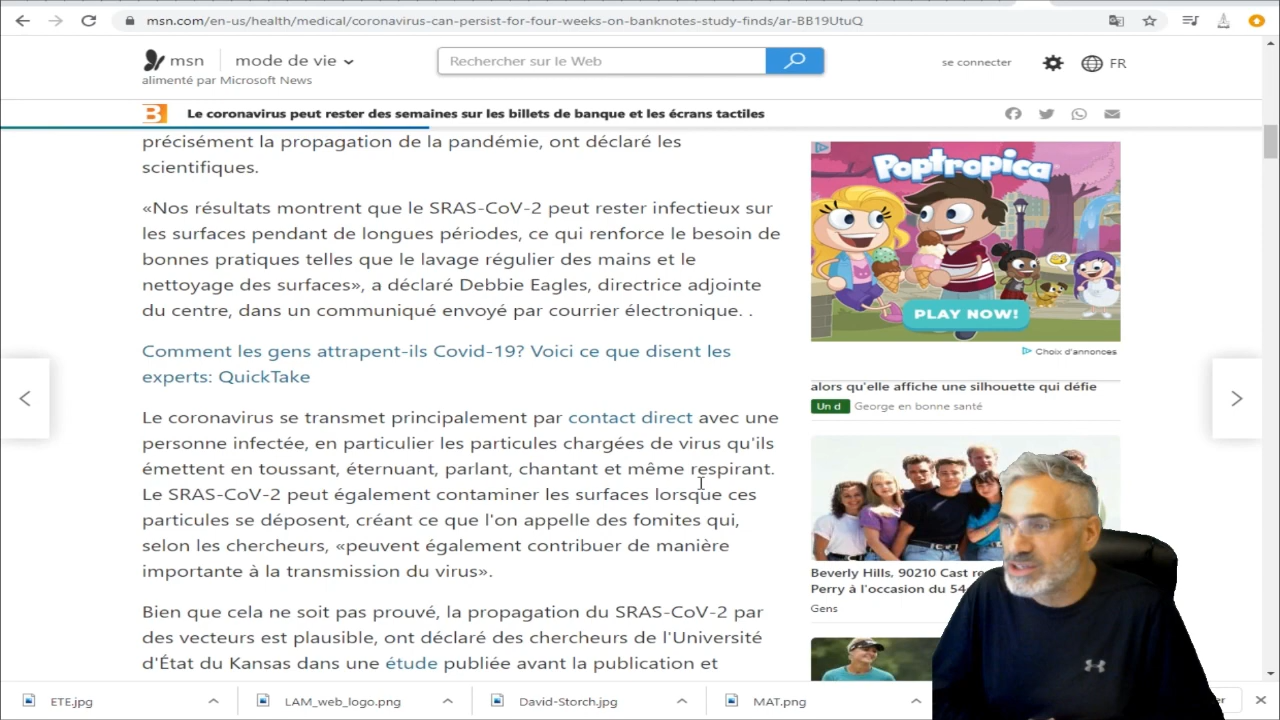 msn.com/en-us/health/medical/coronavirus-can-persist-for-four-weeks-on-banknotes-study-finds/ar-BB19UtuQ
msn
mode de vie
alimenté par Microsoft News
Rechercher sur le Web
se connecter
FR
Le coronavirus peut rester des semaines sur les billets de banque et les écrans tactiles
précisément la propagation de la pandémie, ont déclaré les
scientifiques.
«Nos résultats montrent que le SRAS-CoV-2 peut rester infectieux sur
les surfaces pendant de longues périodes, ce qui renforce le besoin de
bonnes pratiques telles que le lavage régulier des mains et le
nettoyage des surfaces», a déclaré Debbie Eagles, directrice adjointe
du centre, dans un communiqué envoyé par courrier électronique. .
Comment les gens attrapent-ils Covid-19? Voici ce que disent les
experts: QuickTake
Le coronavirus se transmet principalement par contact direct avec une
personne infectée, en particulier les particules chargées de virus qu'ils
émettent en toussant, éternuant, parlant, chantant et même respirant.
Le SRAS-CoV-2 peut également contaminer les surfaces lorsque ces
particules se déposent, créant ce que l'on appelle des fomites qui,
selon les chercheurs, «peuvent également contribuer de manière
importante à la transmission du virus».
Bien que cela ne soit pas prouvé, la propagation du SRAS-CoV-2 par
des vecteurs est plausible, ont déclaré des chercheurs de l'Université
d'État du Kansas dans une étude publiée avant la publication et
Poptropica
PLAY NOW!
Choix d'annonces
alors qu'elle affiche une silhouette qui défie
Un d
George en bonne santé
Beverly Hills, 90210 Cast
Perry à l'occasion du 54
Gens
ETE.jpg
LAM_web_logo.png
David-Storch.jpg
MAT.png